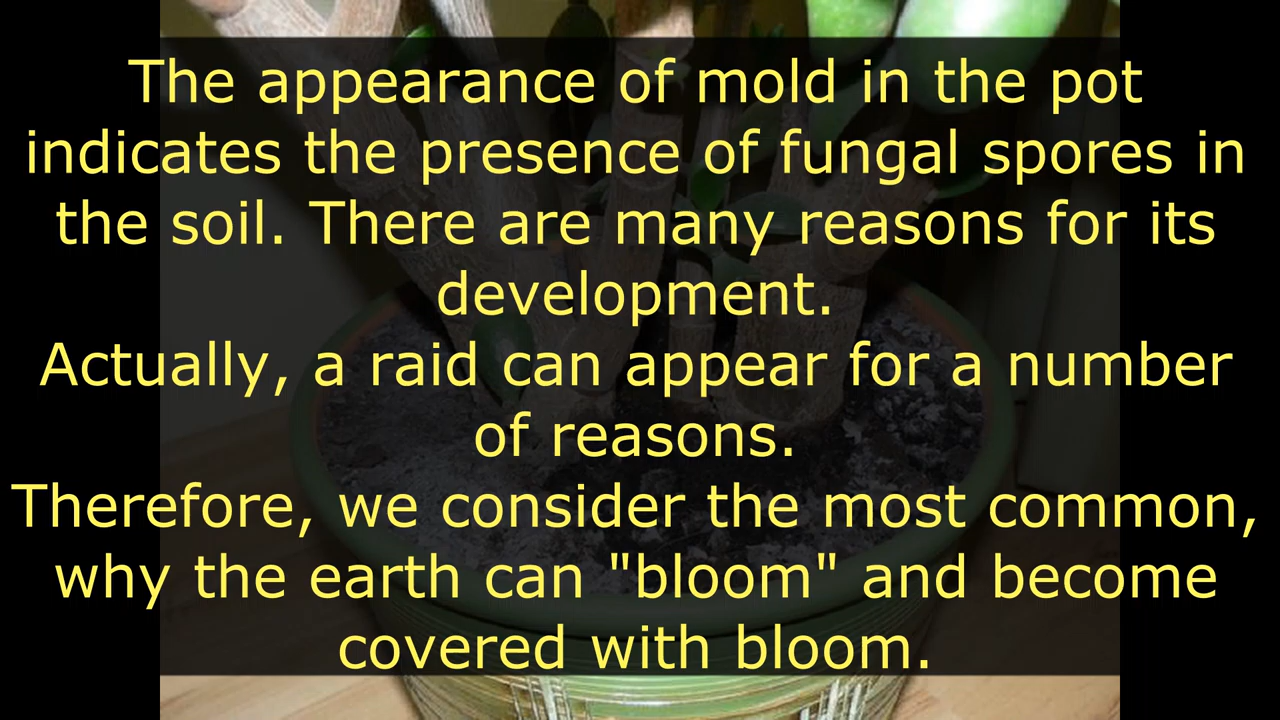 The appearance of mold in the pot
indicates the presence of fungal spores in
the soil. There are many reasons for its
development.
Actually, a raid can appear for a number
of reasons.
Therefore, we consider the most common,
why the earth can "bloom" and become
covered with bloom.